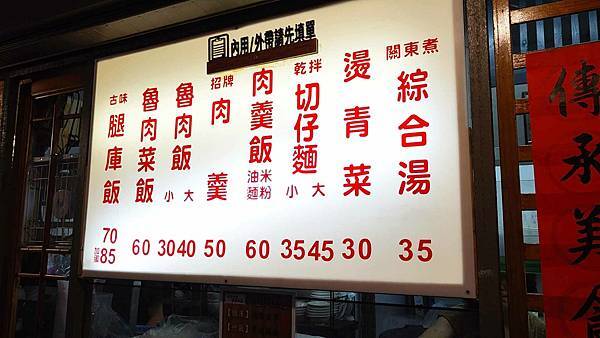 內用/外帶請先填單
關東煮 綜合湯 35
燙青菜 30
乾拌 切仔麵 小 大 35 45
肉羹飯 油麵 米粉 60
招牌 肉羹 50
魯肉飯 小 大 30 40
魯肉菜飯 60
古味 腿庫飯 70 加蛋 85
傳承美食